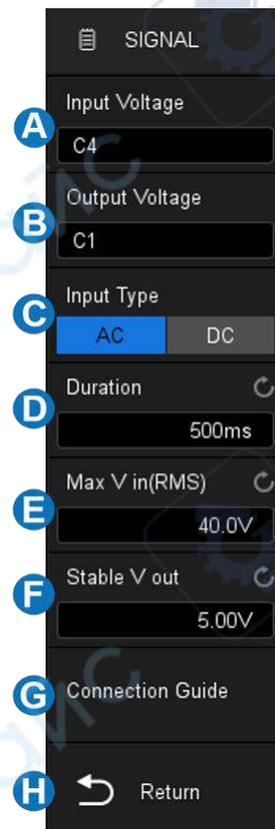 SIGNAL
A
Input Voltage
C4
B
Output Voltage
C1
C
Input Type
AC DC
D
Duration
500ms
E
Max V in(RMS)
40.0V
F
Stable V out
5.00V
G
Connection Guide
H
Return